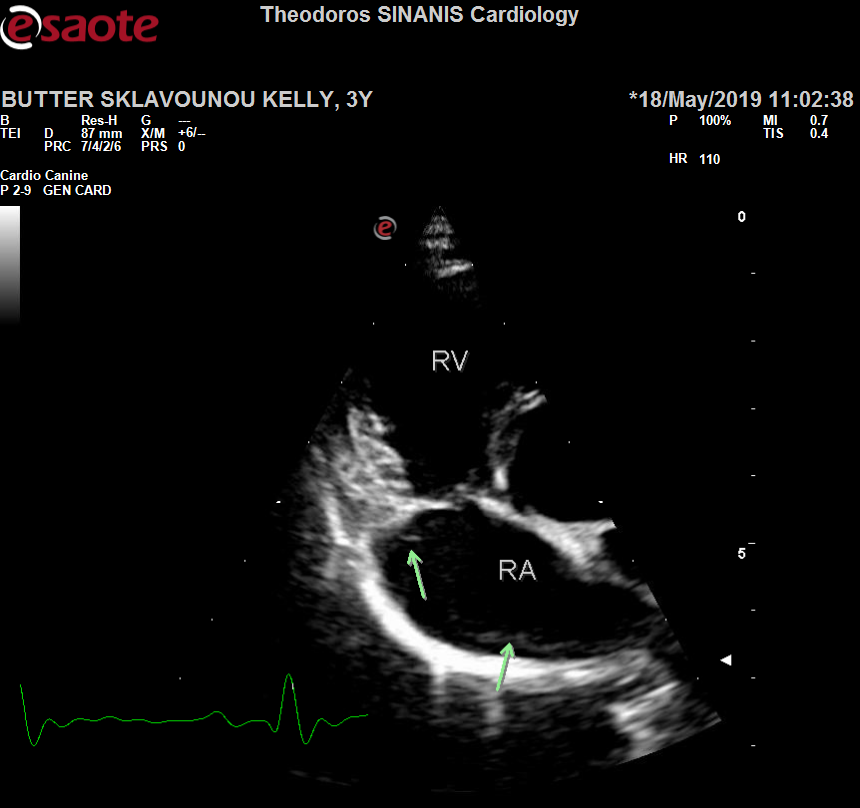 esaote
Theodoros SINANIS Cardiology
BUTTER SKLAVOUNOU KELLY, 3Y
*18/May/2019 11:02:38
B Res-H G ---
TEI D 87 mm X/M +6/--
PRC 7/4/2/6 PRS 0
P 100% MI 0.7
TIS 0.4
HR 110
Cardio Canine
P 2-9 GEN CARD
e
0
RV
5
RA